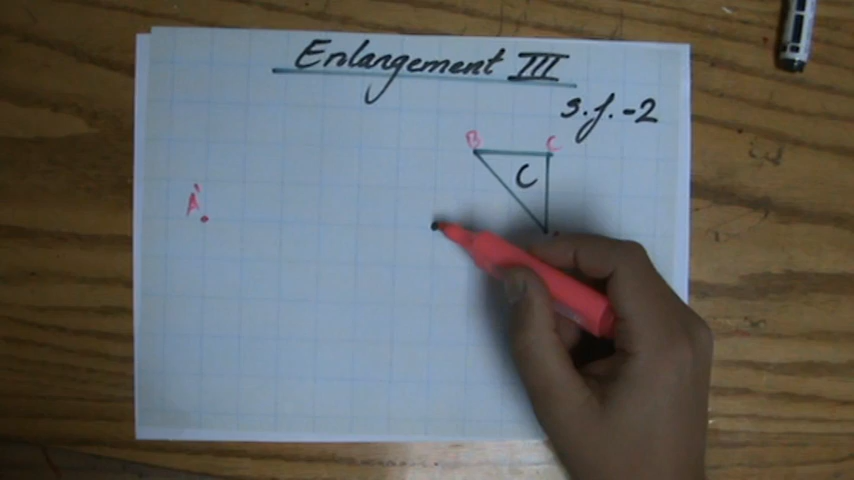 Enlargement III
s.f. -2
B C
C
A'